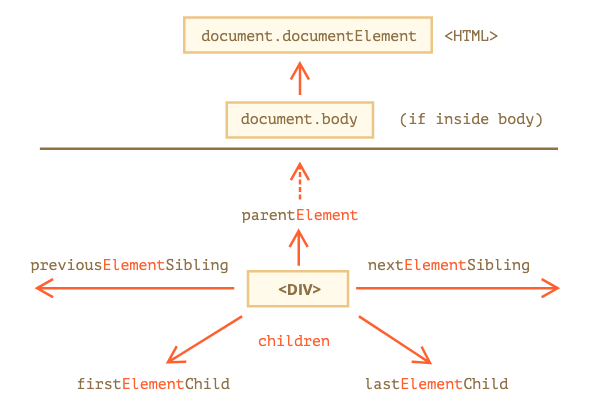 document.documentElement <HTML>
document.body (if inside body)
parentElement
previousElementSibling nextElementSibling
<DIV>
children
firstElementChild lastElementChild